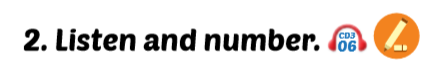 2. Listen and number. CD3 06